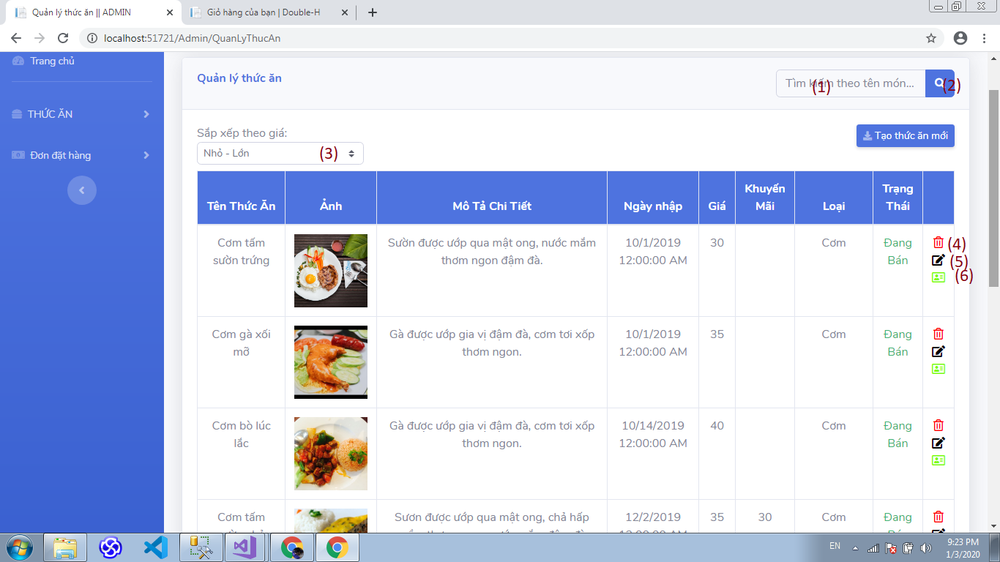 Quản lý thức ăn || ADMIN
Giỏ hàng của bạn | Double-H
localhost:51721/Admin/QuanLyThucAn
Trang chủ
THỨC ĂN
Đơn đặt hàng
Quản lý thức ăn
Tìm kiếm theo tên món...
(1)
(2)
Sắp xếp theo giá:
Nhỏ - Lớn
(3)
Tạo thức ăn mới
Tên Thức Ăn
Ảnh
Mô Tả Chi Tiết
Ngày nhập
Giá
Khuyến
Mãi
Loại
Trạng
Thái
Cơm tấm
sườn trứng
Sườn được ướp qua mật ong, nước mắm
thơm ngon đậm đà.
10/1/2019
12:00:00 AM
30
Cơm
Đang
Bán
(4)
(5)
(6)
Cơm gà xối
mỡ
Gà được ướp gia vị đậm đà, cơm tơi xốp
thơm ngon.
10/1/2019
12:00:00 AM
35
Cơm
Đang
Bán
Cơm bò lúc
lắc
Gà được ướp gia vị đậm đà, cơm tơi xốp
thơm ngon.
10/14/2019
12:00:00 AM
40
Cơm
Đang
Bán
Cơm tấm
Sươn được ướp qua mật ong, chả hấp
12/2/2019
12:00:00 AM
35
30
Cơm
Đang
Bán
EN
9:23 PM
1/3/2020